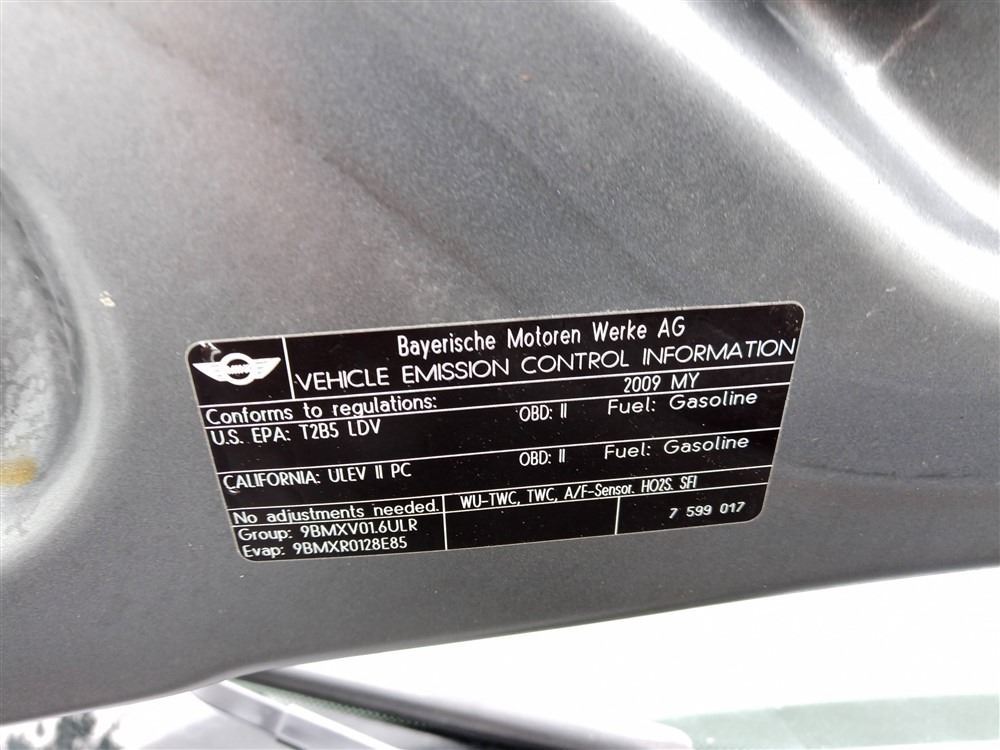 MINI
Bayerische Motoren Werke AG
VEHICLE EMISSION CONTROL INFORMATION
Conforms to regulations: 2009 MY
U.S. EPA: T2B5 LDV OBD: II Fuel: Gasoline
CALIFORNIA: ULEV II PC OBD: II Fuel: Gasoline
No adjustments needed. WU-TWC, TWC, A/F-Sensor. HO2S. SFI
Group: 9BMXV01.6ULR 7 599 017
Evap: 9BMXR0128E85